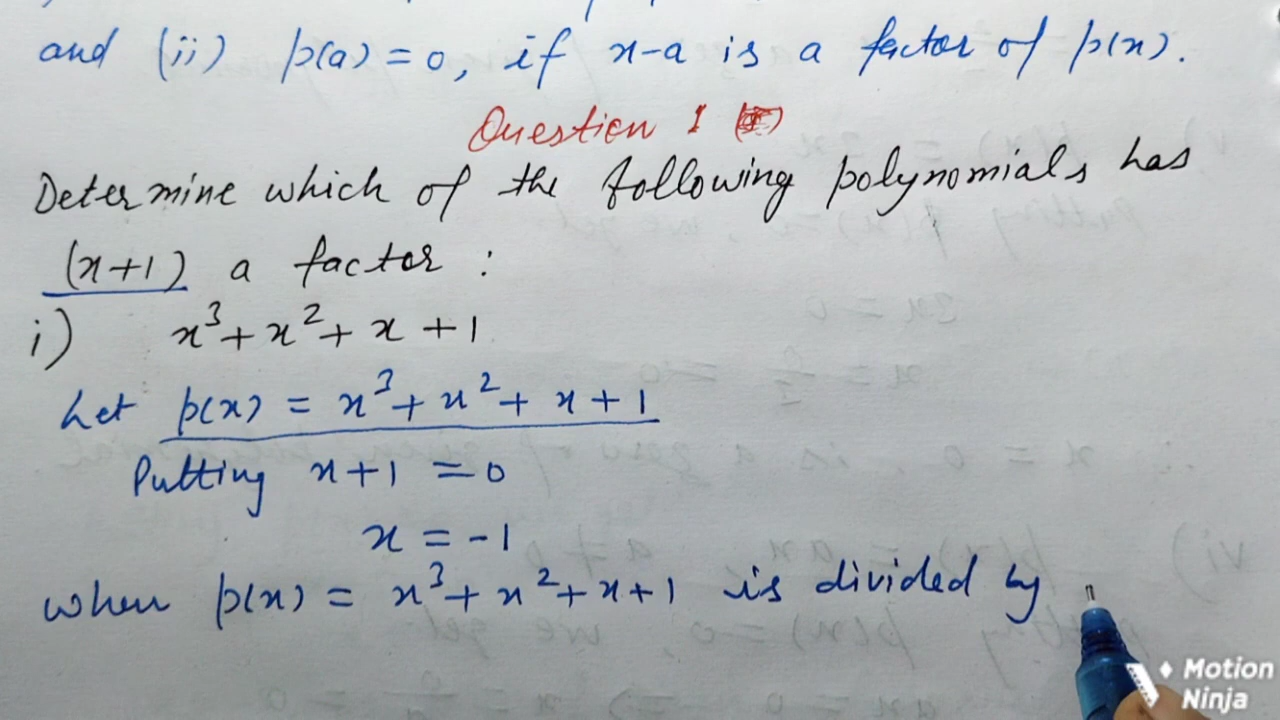 and (ii) p(a) = 0, if x-a is a factor of p(x).
Question 1
Determine which of the following polynomials has
(x+1) a factor :
i) x³+x²+x+1
Let p(x) = x³+x²+x+1
Putting x+1 = 0
x = -1
when p(x) = x³+x²+x+1 is divided by
Motion
Ninja